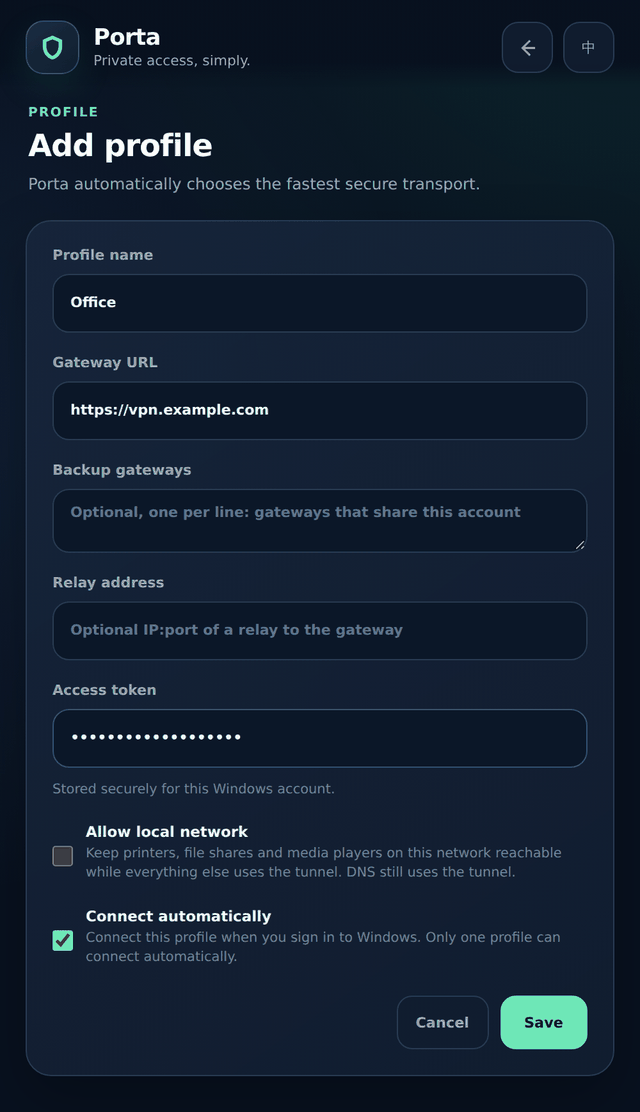 Porta
Private access, simply.
中
PROFILE
Add profile
Porta automatically chooses the fastest secure transport.
Profile name
Office
Gateway URL
https://vpn.example.com
Backup gateways
Optional, one per line: gateways that share this account
Relay address
Optional IP:port of a relay to the gateway
Access token
•••••••••••••••••••
Stored securely for this Windows account.
Allow local network
Keep printers, file shares and media players on this network reachable
while everything else uses the tunnel. DNS still uses the tunnel.
Connect automatically
Connect this profile when you sign in to Windows. Only one profile can
connect automatically.
Cancel
Save